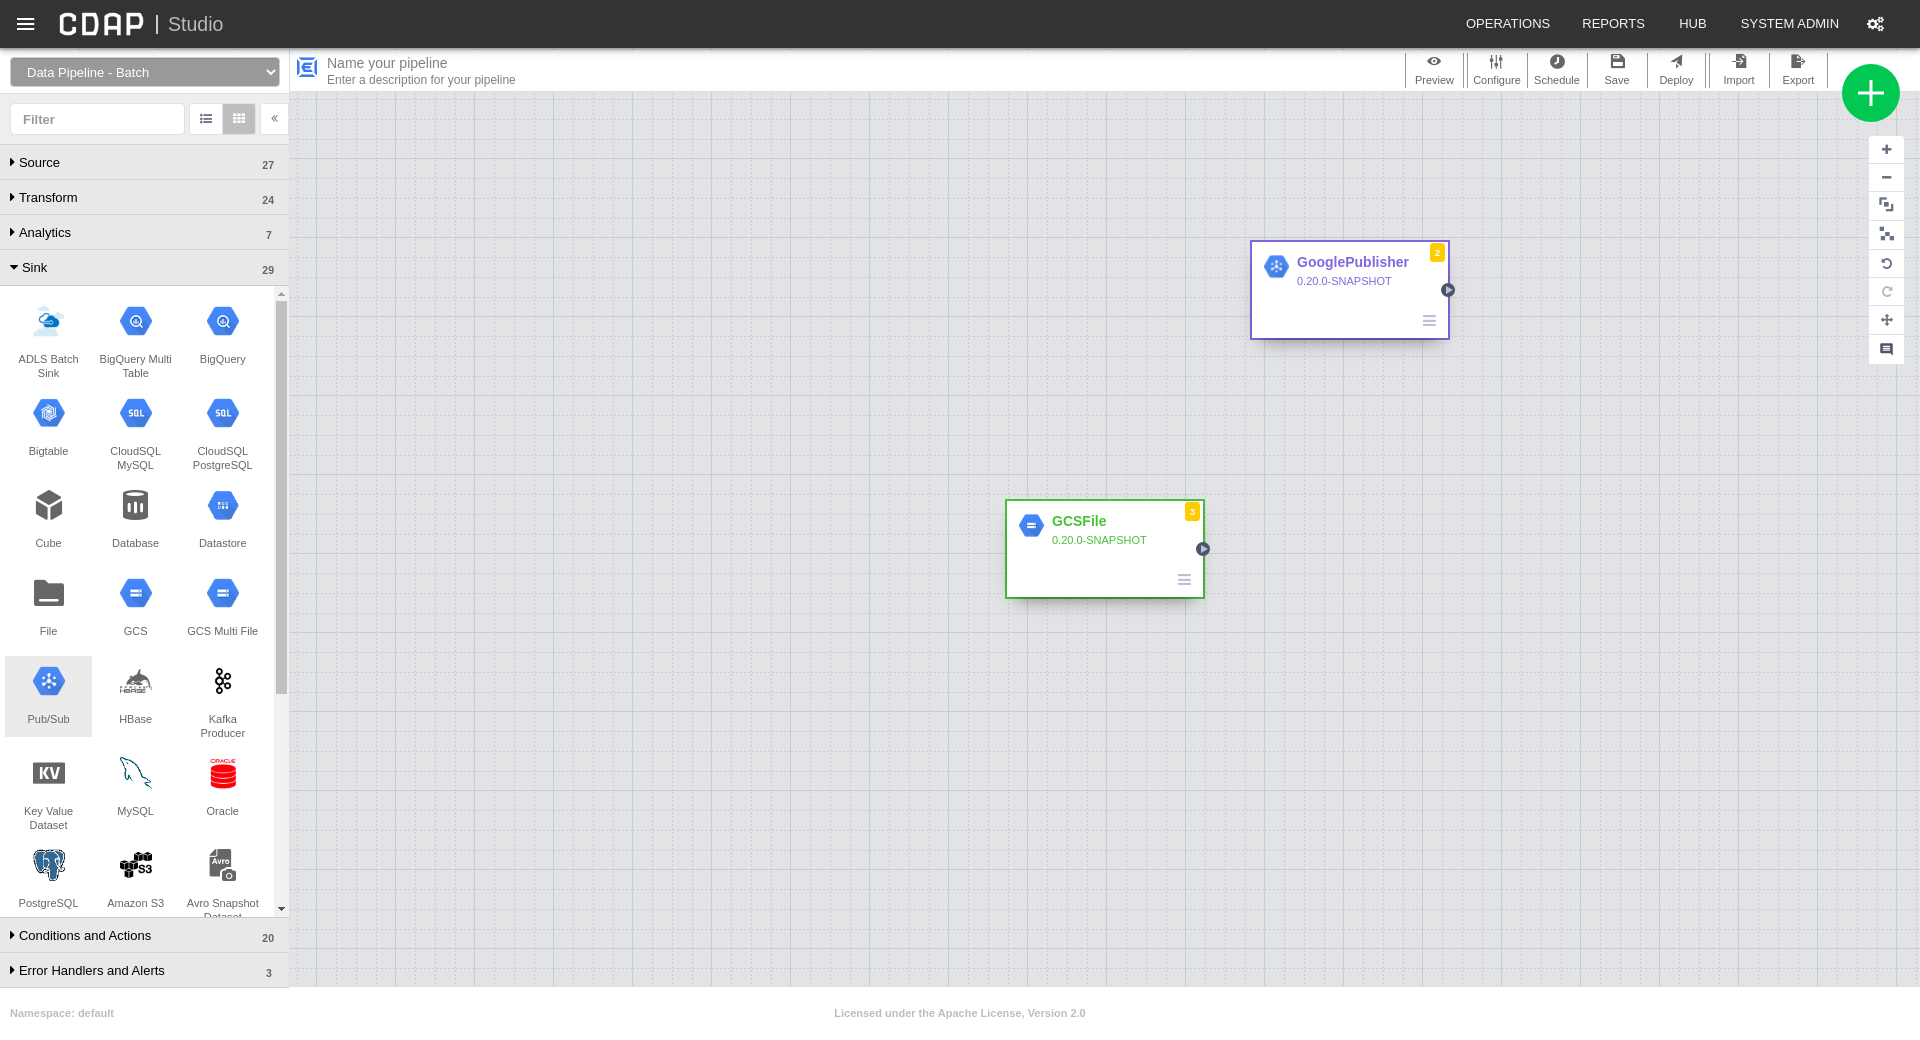 CDAP | Studio
OPERATIONS REPORTS HUB SYSTEM ADMIN
Data Pipeline - Batch
Name your pipeline
Enter a description for your pipeline
Preview Configure Schedule Save Deploy Import Export
Filter
Source 27
Transform 24
Analytics 7
Sink 29
ADLS Batch
Sink
BigQuery Multi
Table
BigQuery
Bigtable
SQL
CloudSQL
MySQL
SQL
CloudSQL
PostgreSQL
Cube
Database
Datastore
File
GCS
GCS Multi File
Pub/Sub
HBASE
HBase
Kafka
Producer
KV
Key Value
Dataset
MySQL
ORACLE
Oracle
PostgreSQL
S3
Amazon S3
Avro
Avro Snapshot
Dataset
Conditions and Actions 20
Error Handlers and Alerts 3
GooglePublisher 2
0.20.0-SNAPSHOT
GCSFile 3
0.20.0-SNAPSHOT
Namespace: default
Licensed under the Apache License, Version 2.0